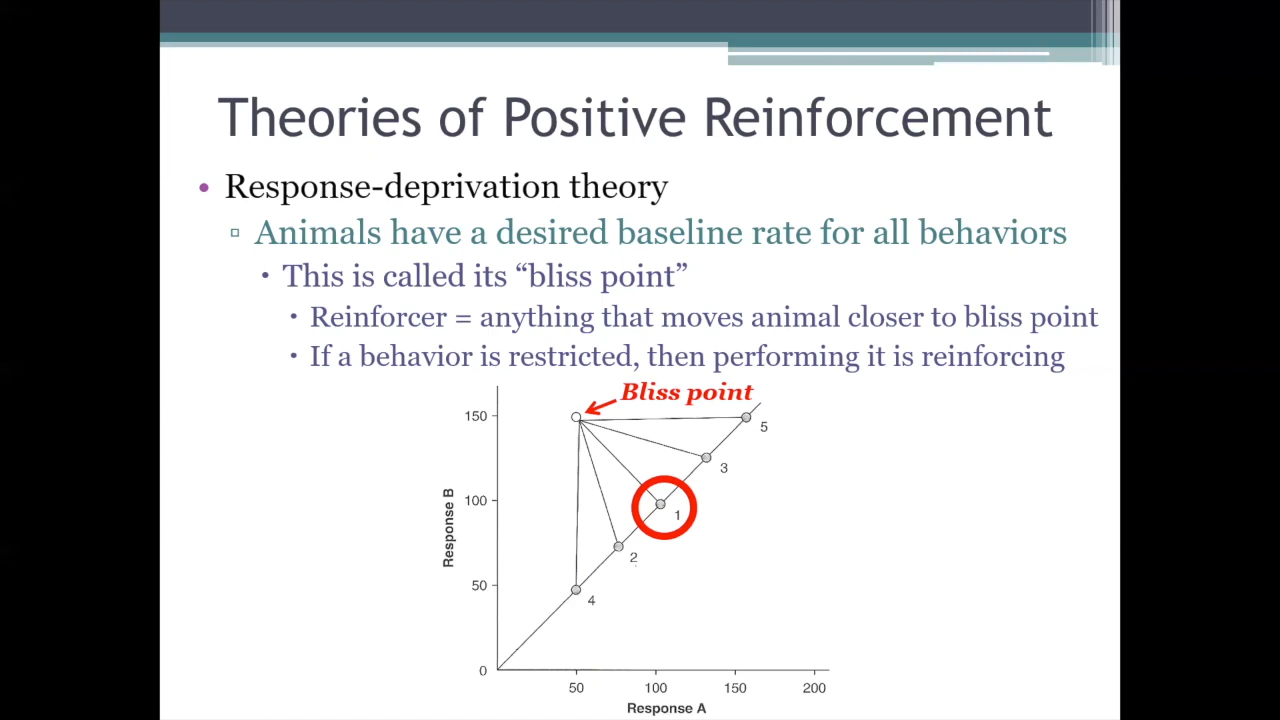 Theories of Positive Reinforcement
• Response-deprivation theory
▫ Animals have a desired baseline rate for all behaviors
• This is called its “bliss point”
• Reinforcer = anything that moves animal closer to bliss point
• If a behavior is restricted, then performing it is reinforcing
Bliss point
150
100
50
0
Response B
5
3
1
2
4
50 100 150 200
Response A